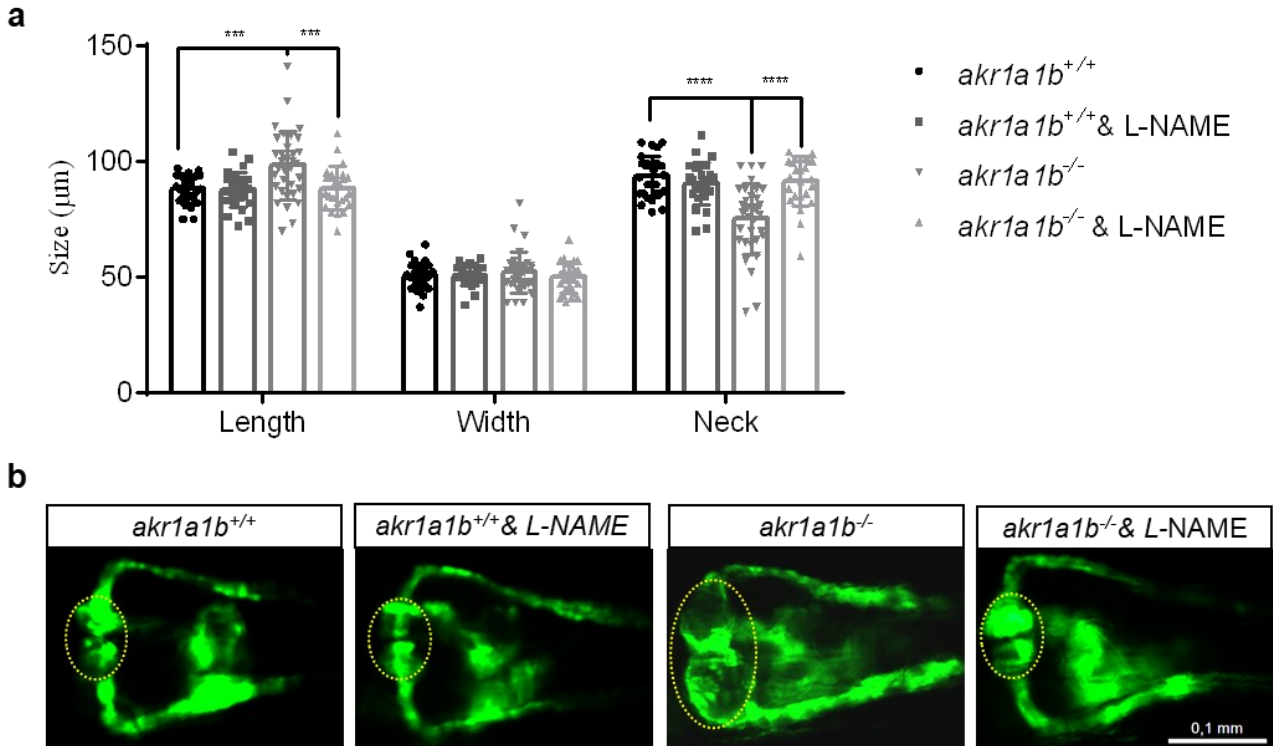 a
*** ***
**** ****
150
100
50
0
Size (µm)
Length Width Neck
akr1a1b+/+
akr1a1b+/+ & L-NAME
akr1a1b-/-
akr1a1b-/- & L-NAME
b
akr1a1b+/+ akr1a1b+/+ & L-NAME akr1a1b-/- akr1a1b-/- & L-NAME
0,1 mm